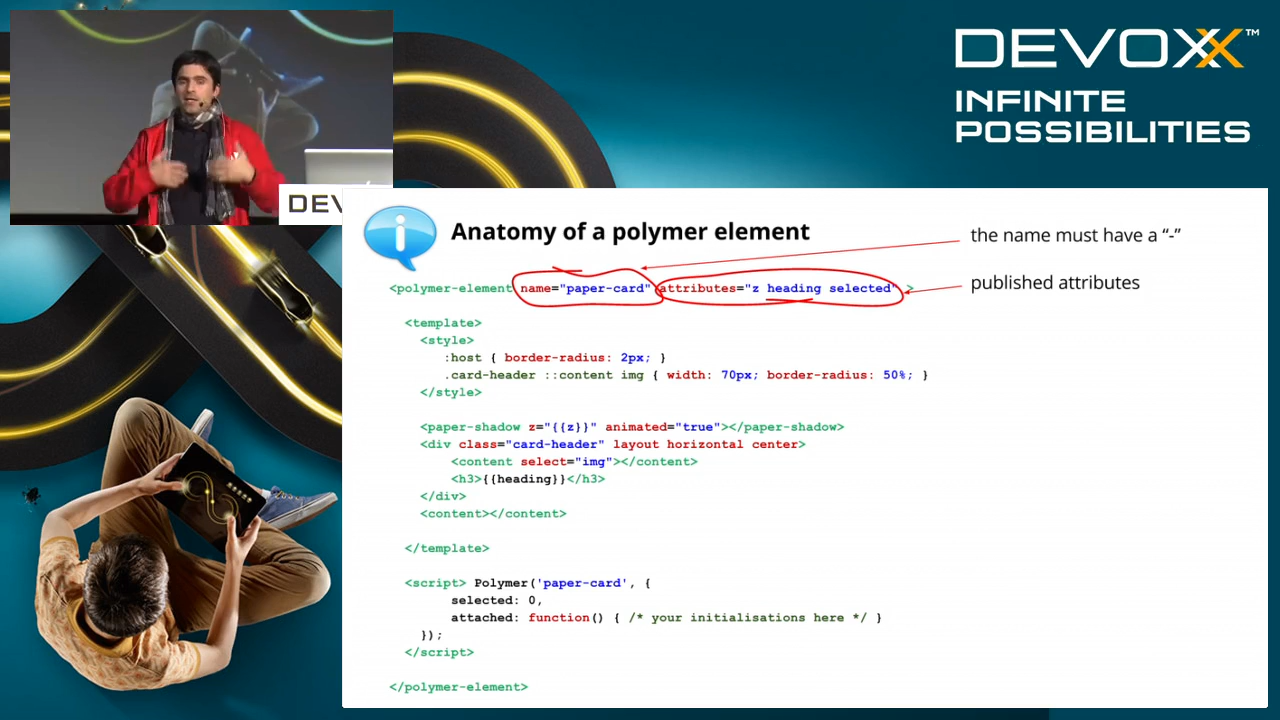 DEVOXX™
INFINITE
POSSIBILITIES
DEV
i
Anatomy of a polymer element
the name must have a “-”
<polymer-element name="paper-card" attributes="z heading selected" >
published attributes
<template>
<style>
:host { border-radius: 2px; }
.card-header ::content img { width: 70px; border-radius: 50%; }
</style>
<paper-shadow z="{{z}}" animated="true"></paper-shadow>
<div class="card-header" layout horizontal center>
<content select="img"></content>
<h3>{{heading}}</h3>
</div>
<content></content>
</template>
<script> Polymer('paper-card', {
selected: 0,
attached: function() { /* your initialisations here */ }
});
</script>
</polymer-element>